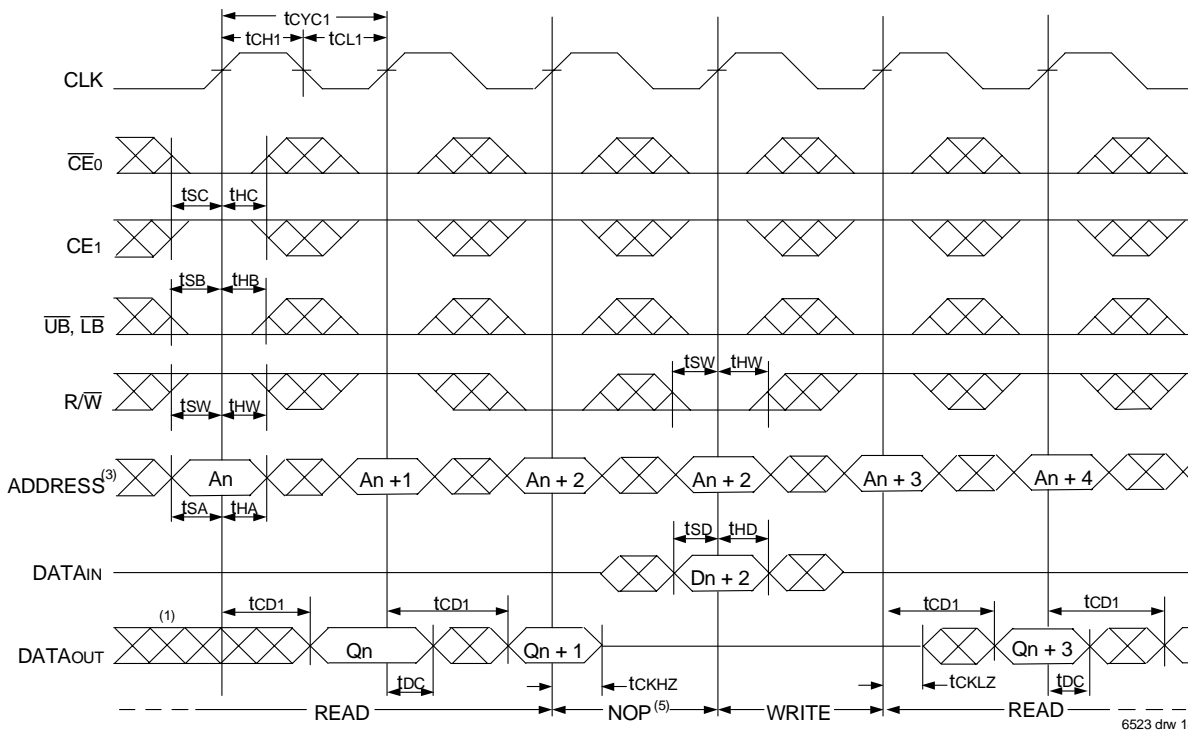 tCYC1
tCH1 tCL1
CLK
CE0
tSC tHC
CE1
tSB tHB
UB, LB
tSW tHW
R/W
tSW tHW
ADDRESS(3) An An +1 An + 2 An + 2 An + 3 An + 4
tSA tHA
tSD tHD
DATAIN Dn + 2
tCD1 tCD1 tCD1 tCD1
(1)
DATAOUT Qn Qn + 1 Qn + 3
tDC tCKHZ tCKLZ tDC
READ NOP(5) WRITE READ
6523 drw 1